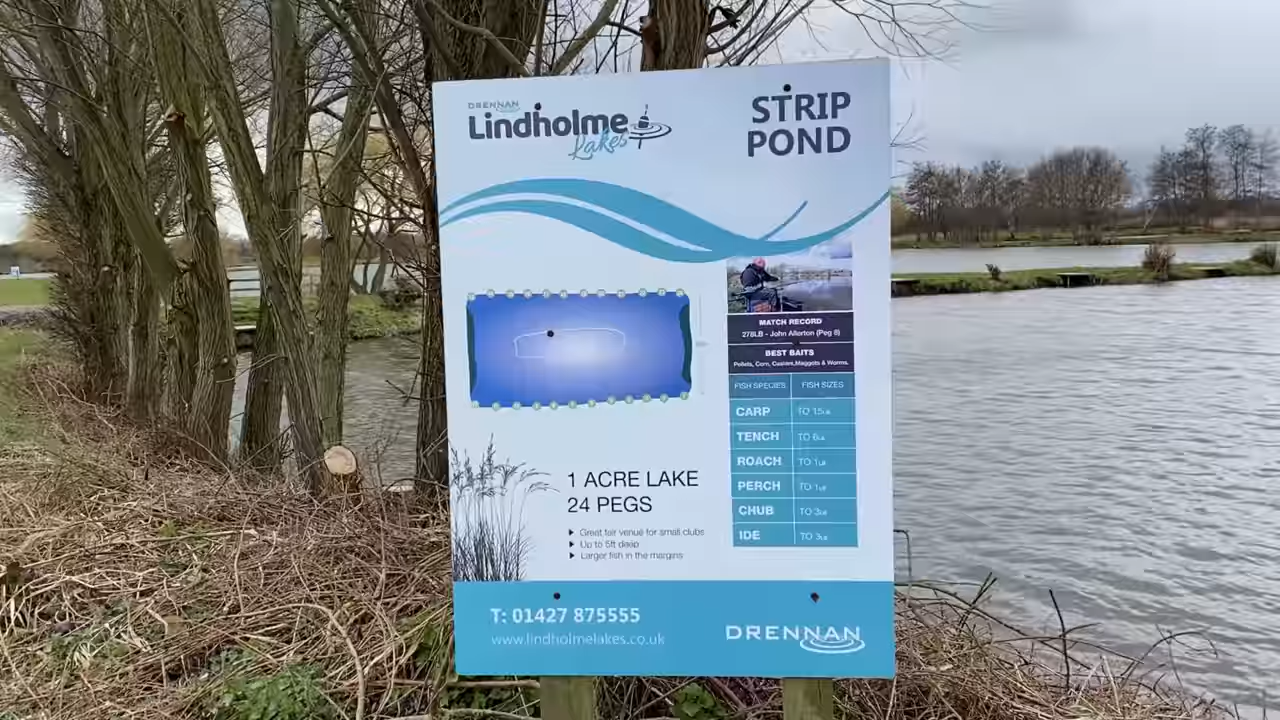 DRENNAN
Lindholme
Lakes
STRIP
POND
MATCH RECORD
278LB - John Allerton (Peg 8)
BEST BAITS
Pellets, Corn, Casters, Maggots & Worms.
FISH SPECIES FISH SIZES
CARP TO 15LB
TENCH TO 6LB
ROACH TO 1LB
PERCH TO 1LB
CHUB TO 3LB
IDE TO 3LB
1 ACRE LAKE
24 PEGS
Great fair venue for small clubs
Up to 5ft deep
Larger fish in the margins
T: 01427 875555
www.lindholmelakes.co.uk
DRENNAN